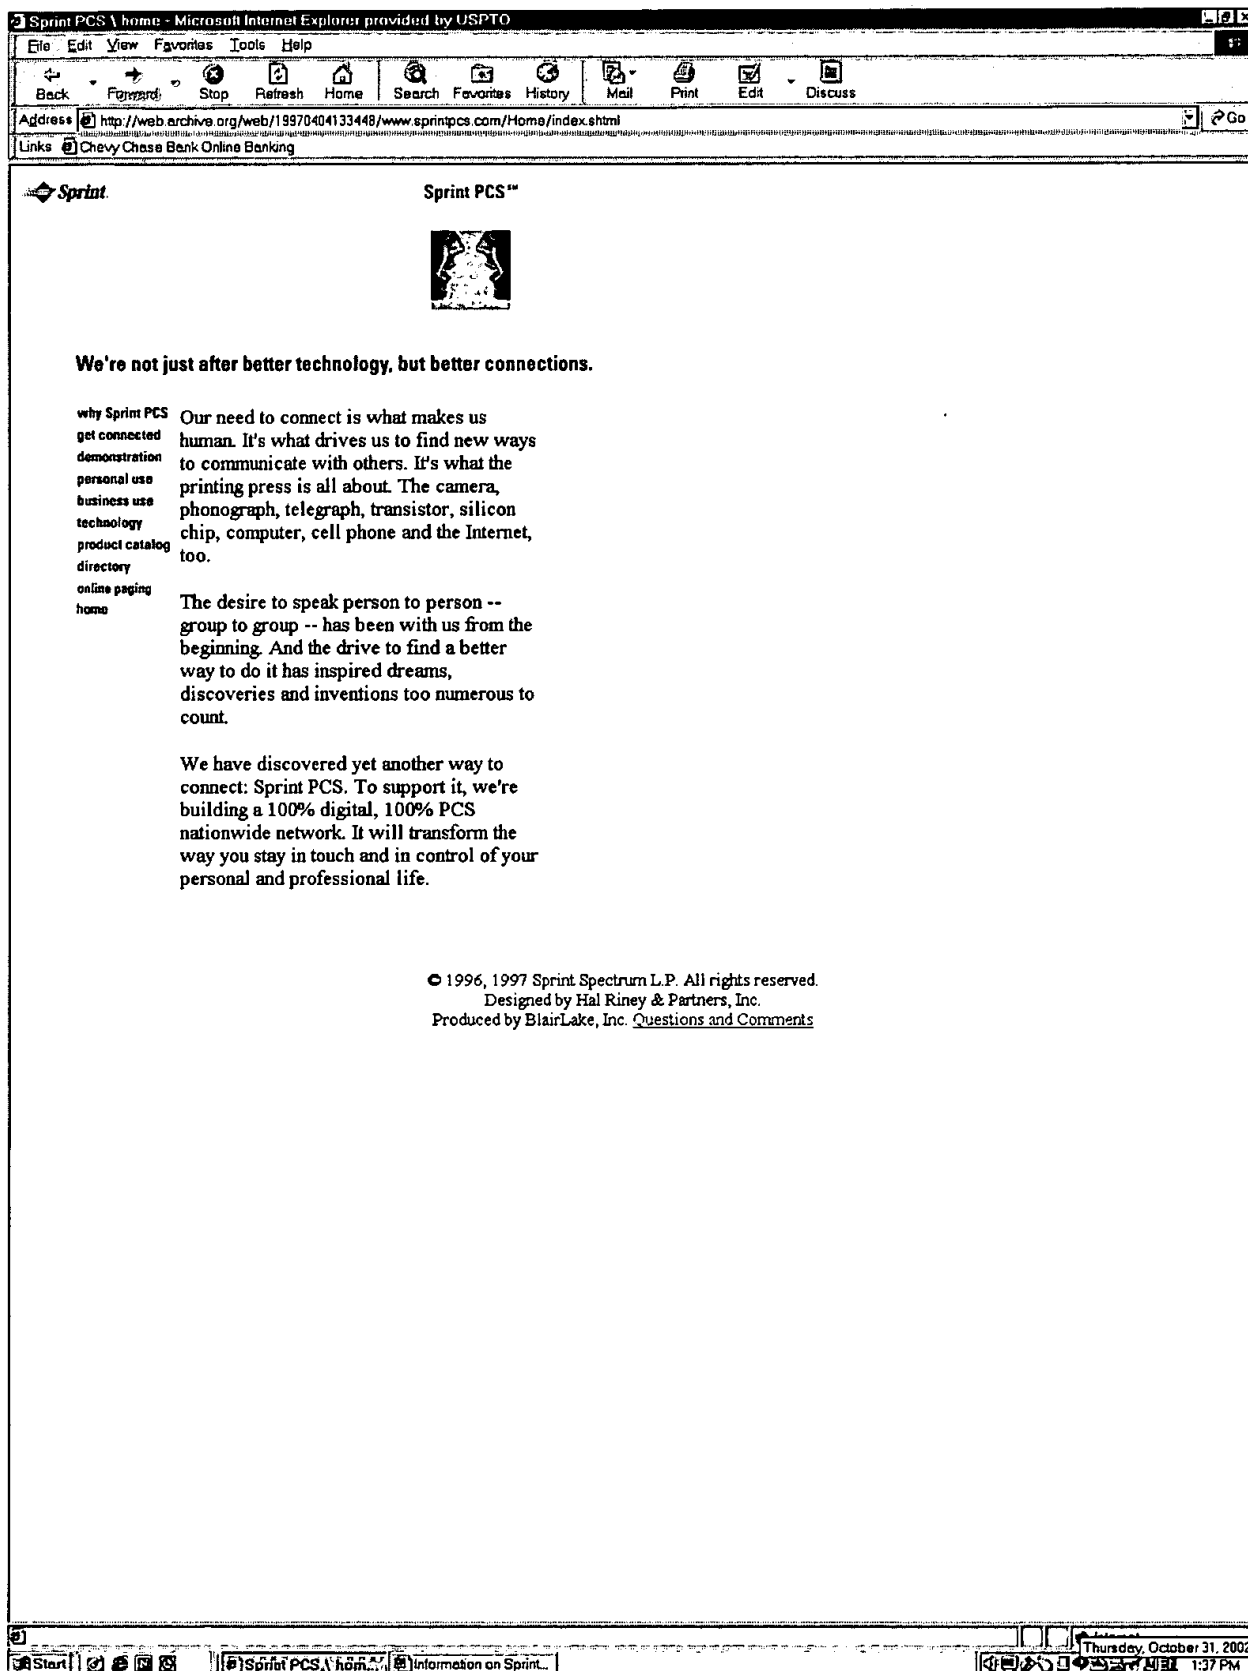 Sprint PCS \ home - Microsoft Internet Explorer provided by USPTO
File Edit View Favorites Tools Help
Back Forward Stop Refresh Home Search Favorites History Mail Print Edit Discuss
Address http://web.archive.org/web/19970404133448/www.sprintpcs.com/Home/index.shtml Go
Links Chevy Chase Bank Online Banking
Sprint.
Sprint PCS℠
We're not just after better technology, but better connections.
why Sprint PCS
get connected
demonstration
personal use
business use
technology
product catalog
directory
online paging
home
Our need to connect is what makes us
human. It's what drives us to find new ways
to communicate with others. It's what the
printing press is all about. The camera,
phonograph, telegraph, transistor, silicon
chip, computer, cell phone and the Internet,
too.
The desire to speak person to person --
group to group -- has been with us from the
beginning. And the drive to find a better
way to do it has inspired dreams,
discoveries and inventions too numerous to
count.
We have discovered yet another way to
connect: Sprint PCS. To support it, we're
building a 100% digital, 100% PCS
nationwide network. It will transform the
way you stay in touch and in control of your
personal and professional life.
© 1996, 1997 Sprint Spectrum L.P. All rights reserved.
Designed by Hal Riney & Partners, Inc.
Produced by BlairLake, Inc. Questions and Comments
Thursday, October 31, 2002
Start Sprint PCS \ hom... Information on Sprint... 1:37 PM